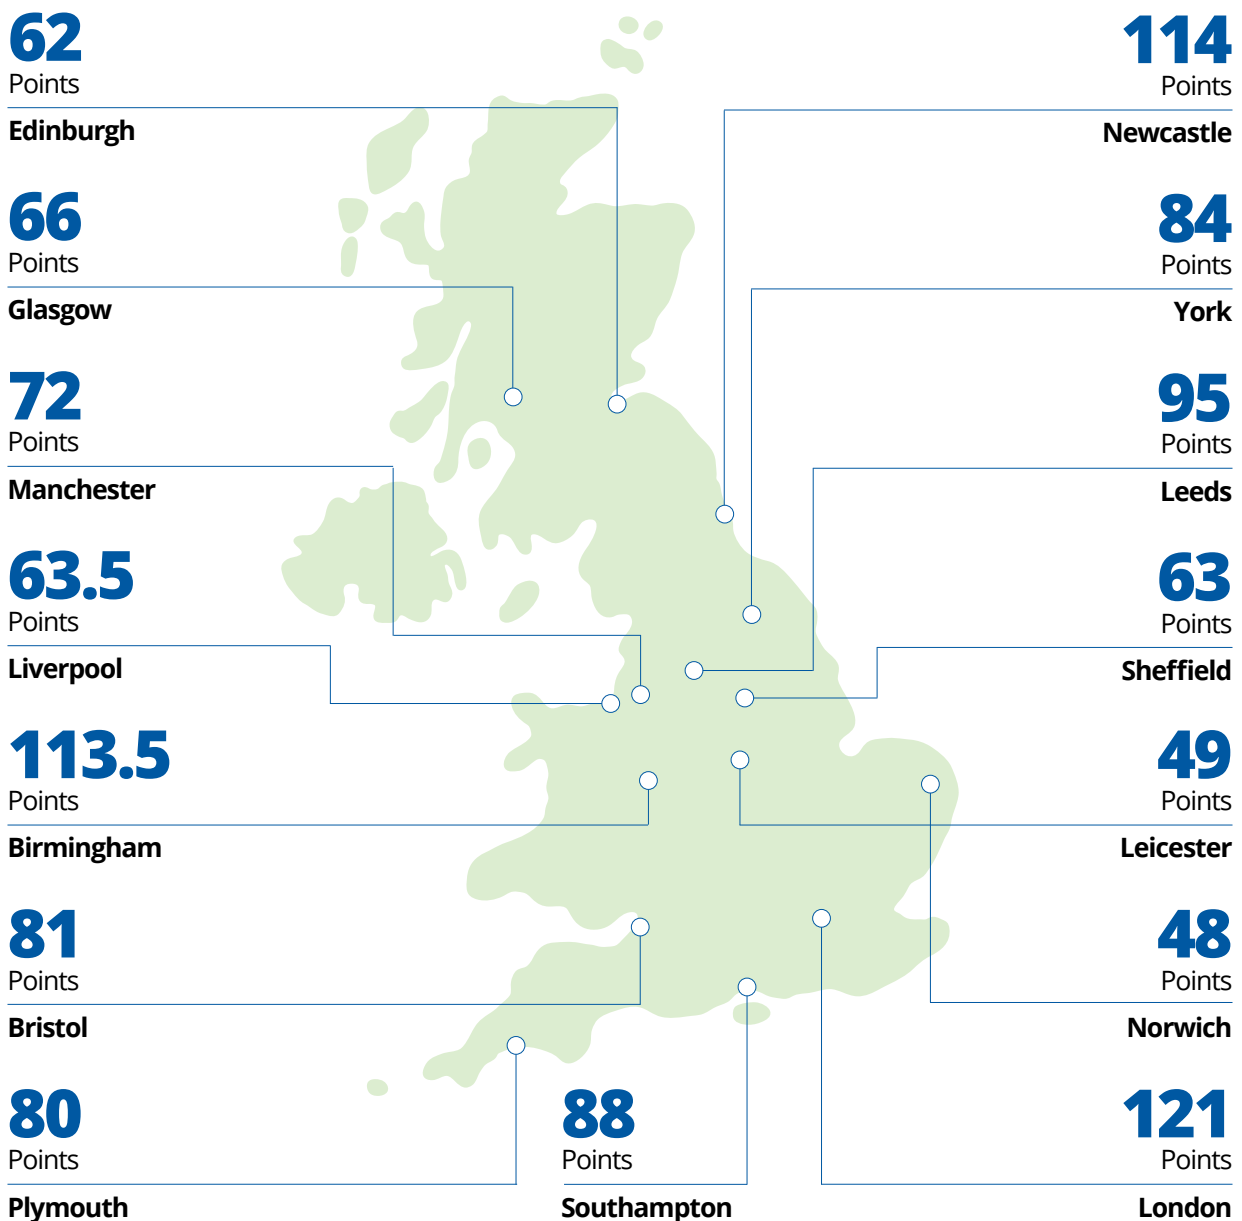 62
Points
Edinburgh
66
Points
Glasgow
72
Points
Manchester
63.5
Points
Liverpool
113.5
Points
Birmingham
81
Points
Bristol
80
Points
Plymouth
88
Points
Southampton
114
Points
Newcastle
84
Points
York
95
Points
Leeds
63
Points
Sheffield
49
Points
Leicester
48
Points
Norwich
121
Points
London